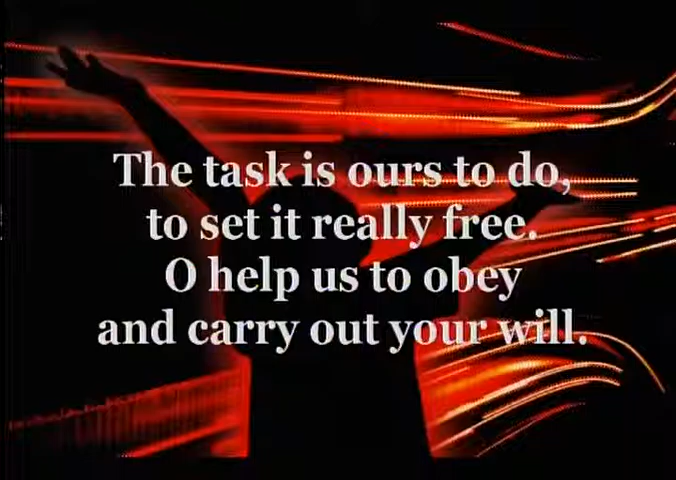 The task is ours to do,
to set it really free.
O help us to obey
and carry out your will.